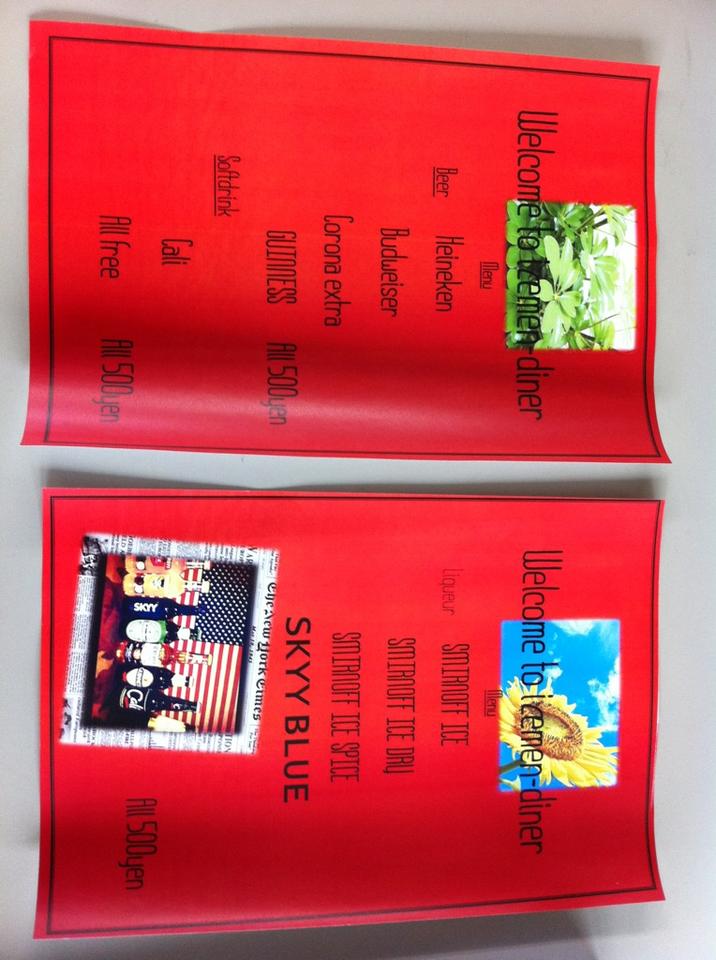 Welcome to izemen-diner
Menu
Beer Heineken
Budweiser
Corona extra
GUINNESS All 500yen
Softdrink
Cali
All free All 500yen
Welcome to izemen-diner
Menu
Liqueur SMIRNOFF ICE
SMIRNOFF ICE DRY
SMIRNOFF ICE SPICE
SKYY BLUE
The New York Times
SKYY
All 500yen